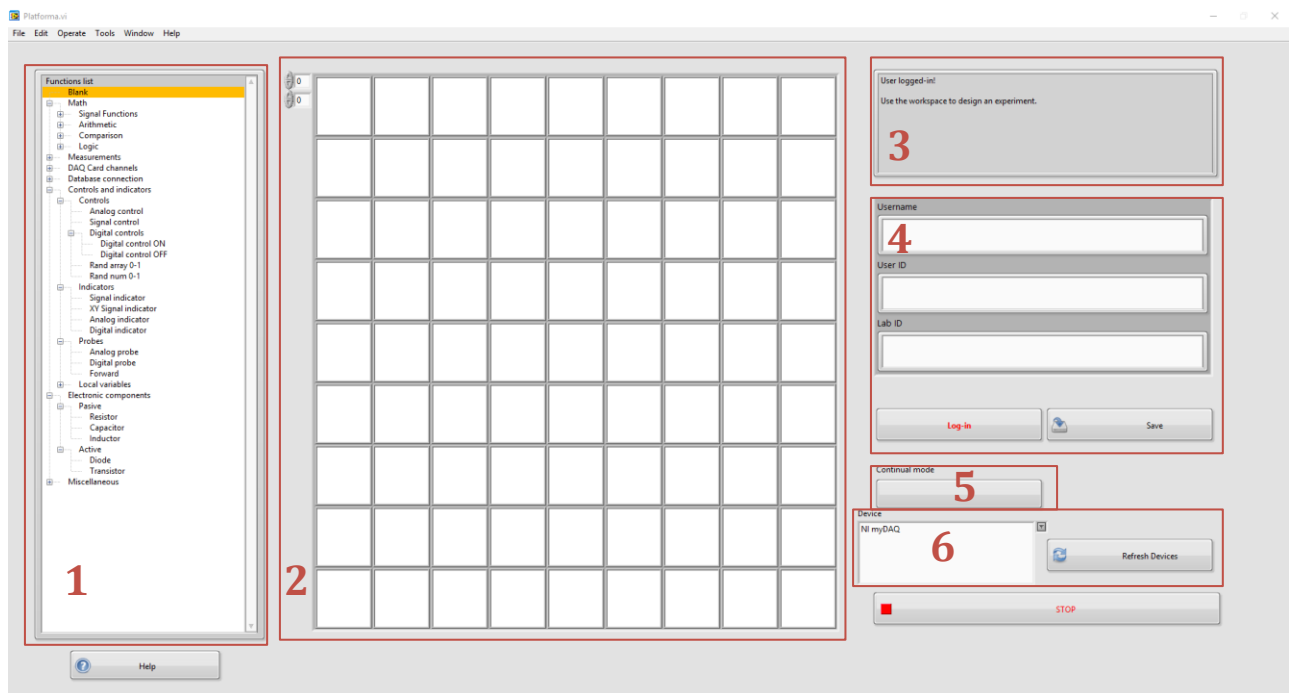 Platforma.vi
File Edit Operate Tools Window Help
Functions list
Blank
Math
Signal Functions
Arithmetic
Comparison
Logic
Measurements
DAQ Card channels
Database connection
Controls and indicators
Controls
Analog control
Signal control
Digital controls
Digital control ON
Digital control OFF
Rand array 0-1
Rand num 0-1
Indicators
Signal indicator
XY Signal indicator
Analog indicator
Digital indicator
Probes
Analog probe
Digital probe
Forward
Local variables
Electronic components
Pasive
Resistor
Capacitor
Inductor
Active
Diode
Transistor
Miscellaneous
1
Help
0
0
2
User logged-in!
Use the workspace to design an experiment.
3
Username
4
User ID
Lab ID
Log-in
Save
Continual mode
5
Device
NI myDAQ
6
Refresh Devices
STOP